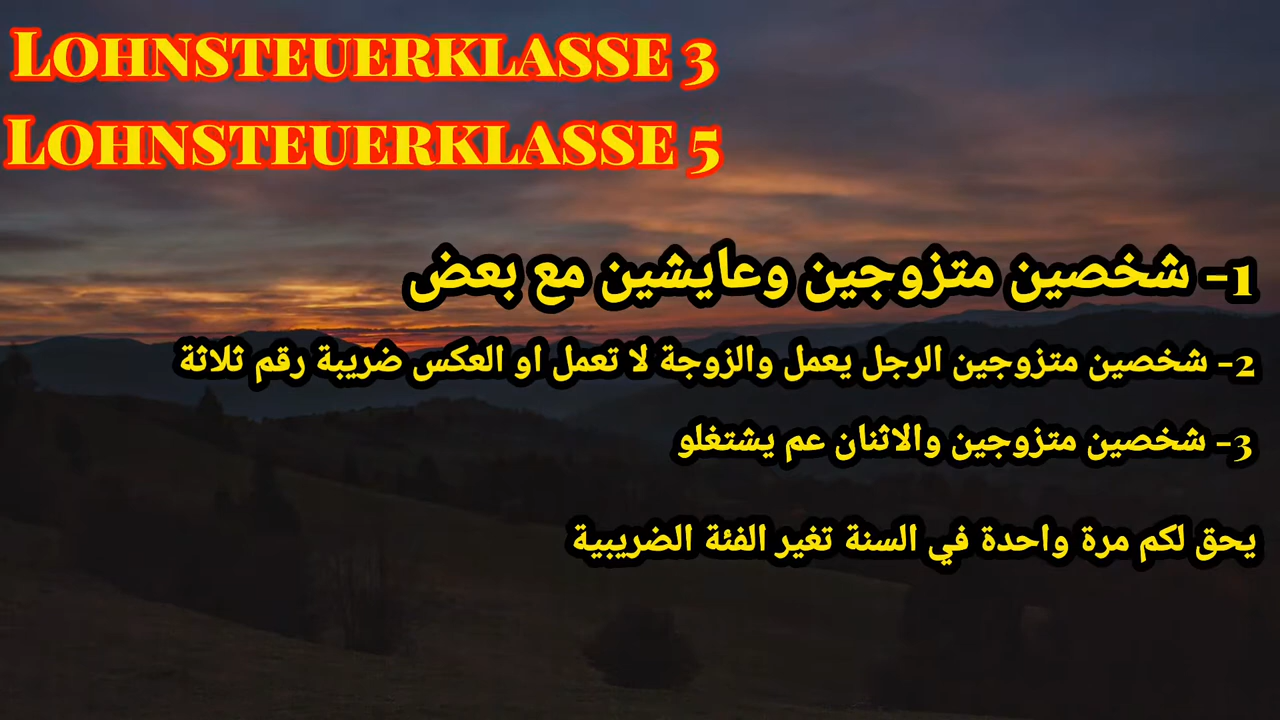 Lohnsteuerklasse 3
Lohnsteuerklasse 5
1- شخصين متزوجين وعايشين مع بعض
2- شخصين متزوجين الرجل يعمل والزوجة لا تعمل او العكس ضريبة رقم ثلاثة
3- شخصين متزوجين والاثنان عم يشتغلو
يحق لكم مرة واحدة في السنة تغير الفئة الضريبية